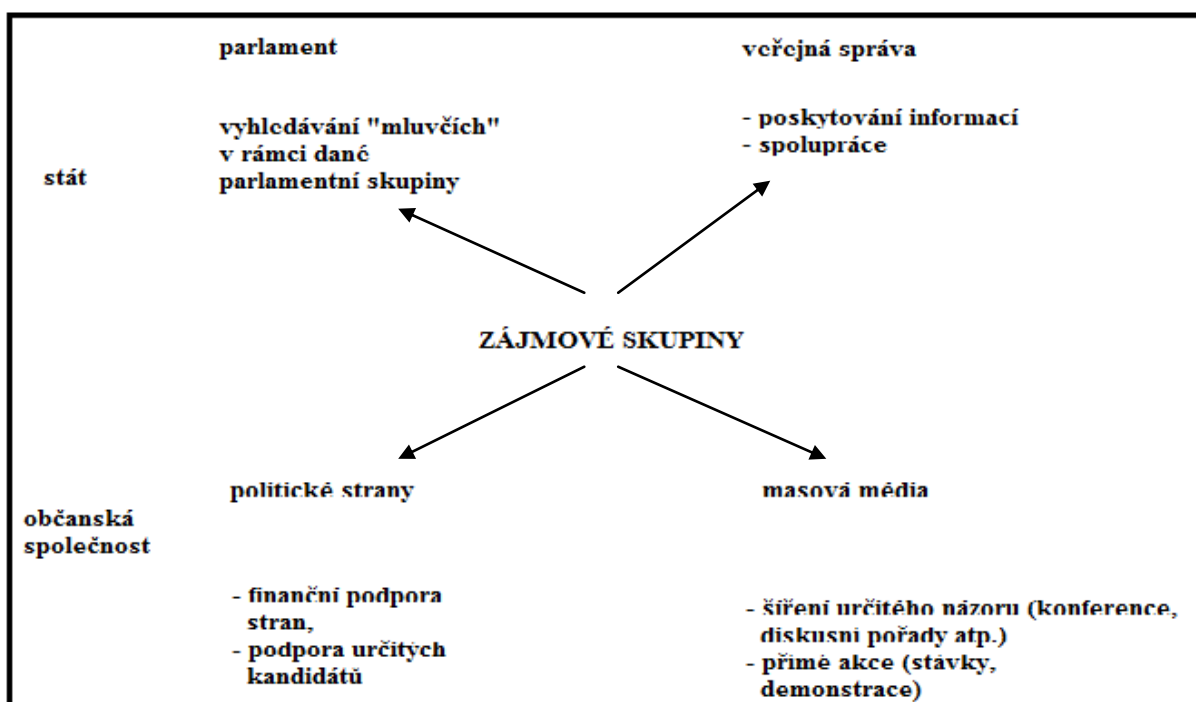 parlament
veřejná správa
vyhledávání "mluvčích"
v rámci dané
parlamentní skupiny
- poskytování informací
- spolupráce
stát
ZÁJMOVÉ SKUPINY
politické strany
masová média
občanská
společnost
- finanční podpora
stran,
- podpora určitých
kandidátů
- šíření určitého názoru (konference,
diskusní pořady atp.)
- přímé akce (stávky,
demonstrace)